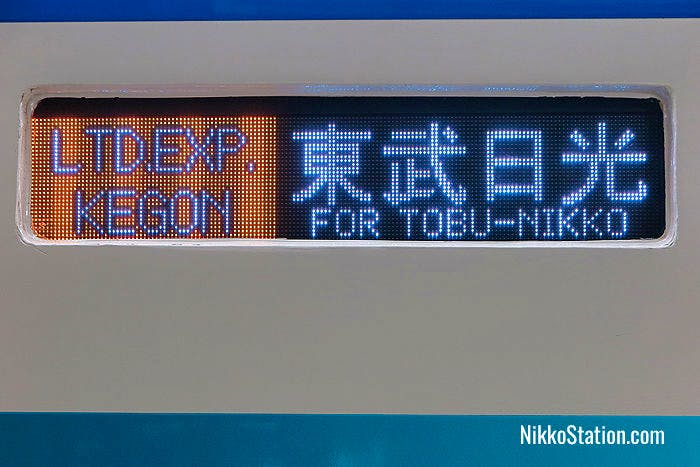 LTD.EXP.
KEGON
東武日光
FOR TOBU-NIKKO
NikkoStation.com